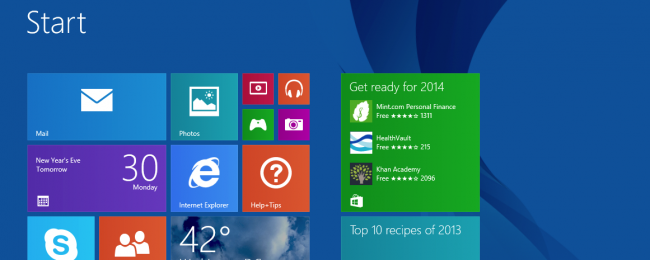 Start
Mail
Photos
New Year's Eve
Tomorrow
30
Monday
Internet Explorer
Help+Tips
42°
Get ready for 2014
Mint.com Personal Finance
Free ★★★★☆ 1311
HealthVault
Free ★★★★☆ 215
Khan Academy
Free ★★★★☆ 2096
Top 10 recipes of 2013